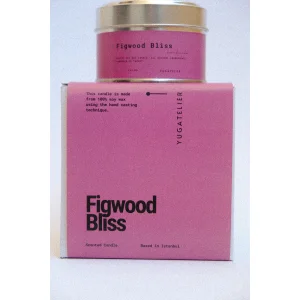 Figwood Bliss
This candle is made
from 100% soy wax
using the hand casting
technique.
YUGATELIER
Figwood
Bliss
Scented Candle
Based in Istanbul